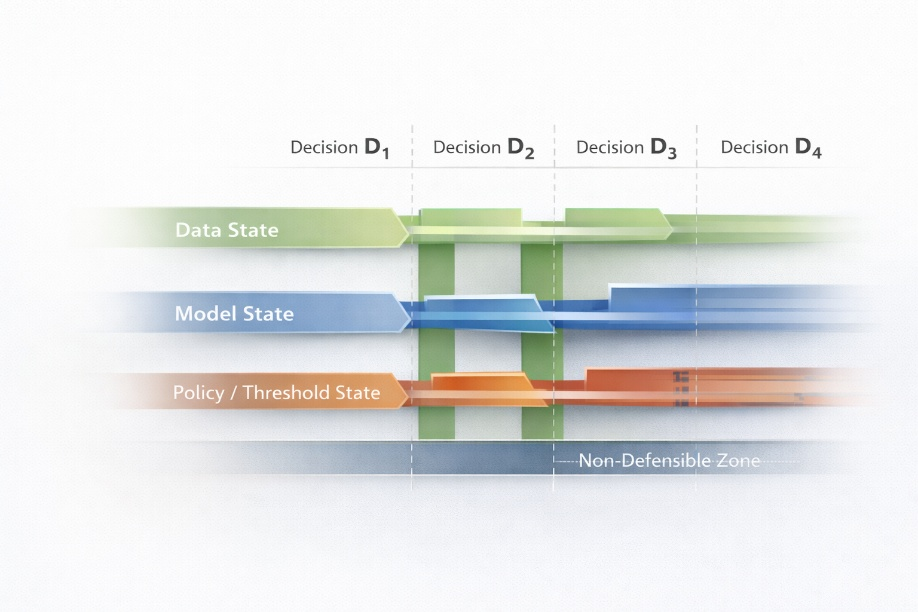 Decision D₁ Decision D₂ Decision D₃ Decision D₄
Data State
Model State
Policy / Threshold State
Non-Defensible Zone